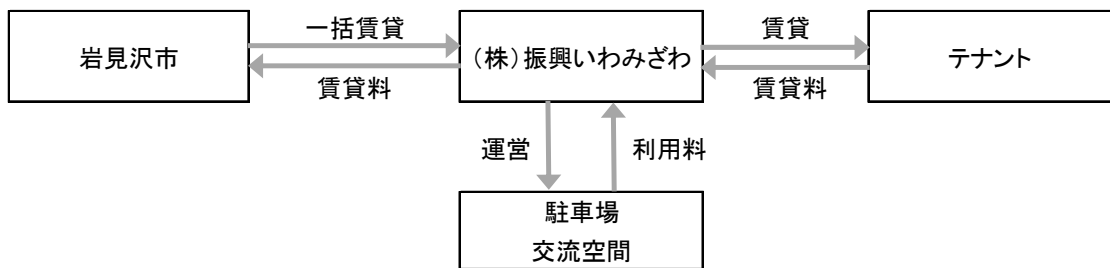 一括賃貸
賃貸
岩見沢市
（株）振興いわみざわ
テナント
賃貸料
賃貸料
運営
利用料
駐車場
交流空間